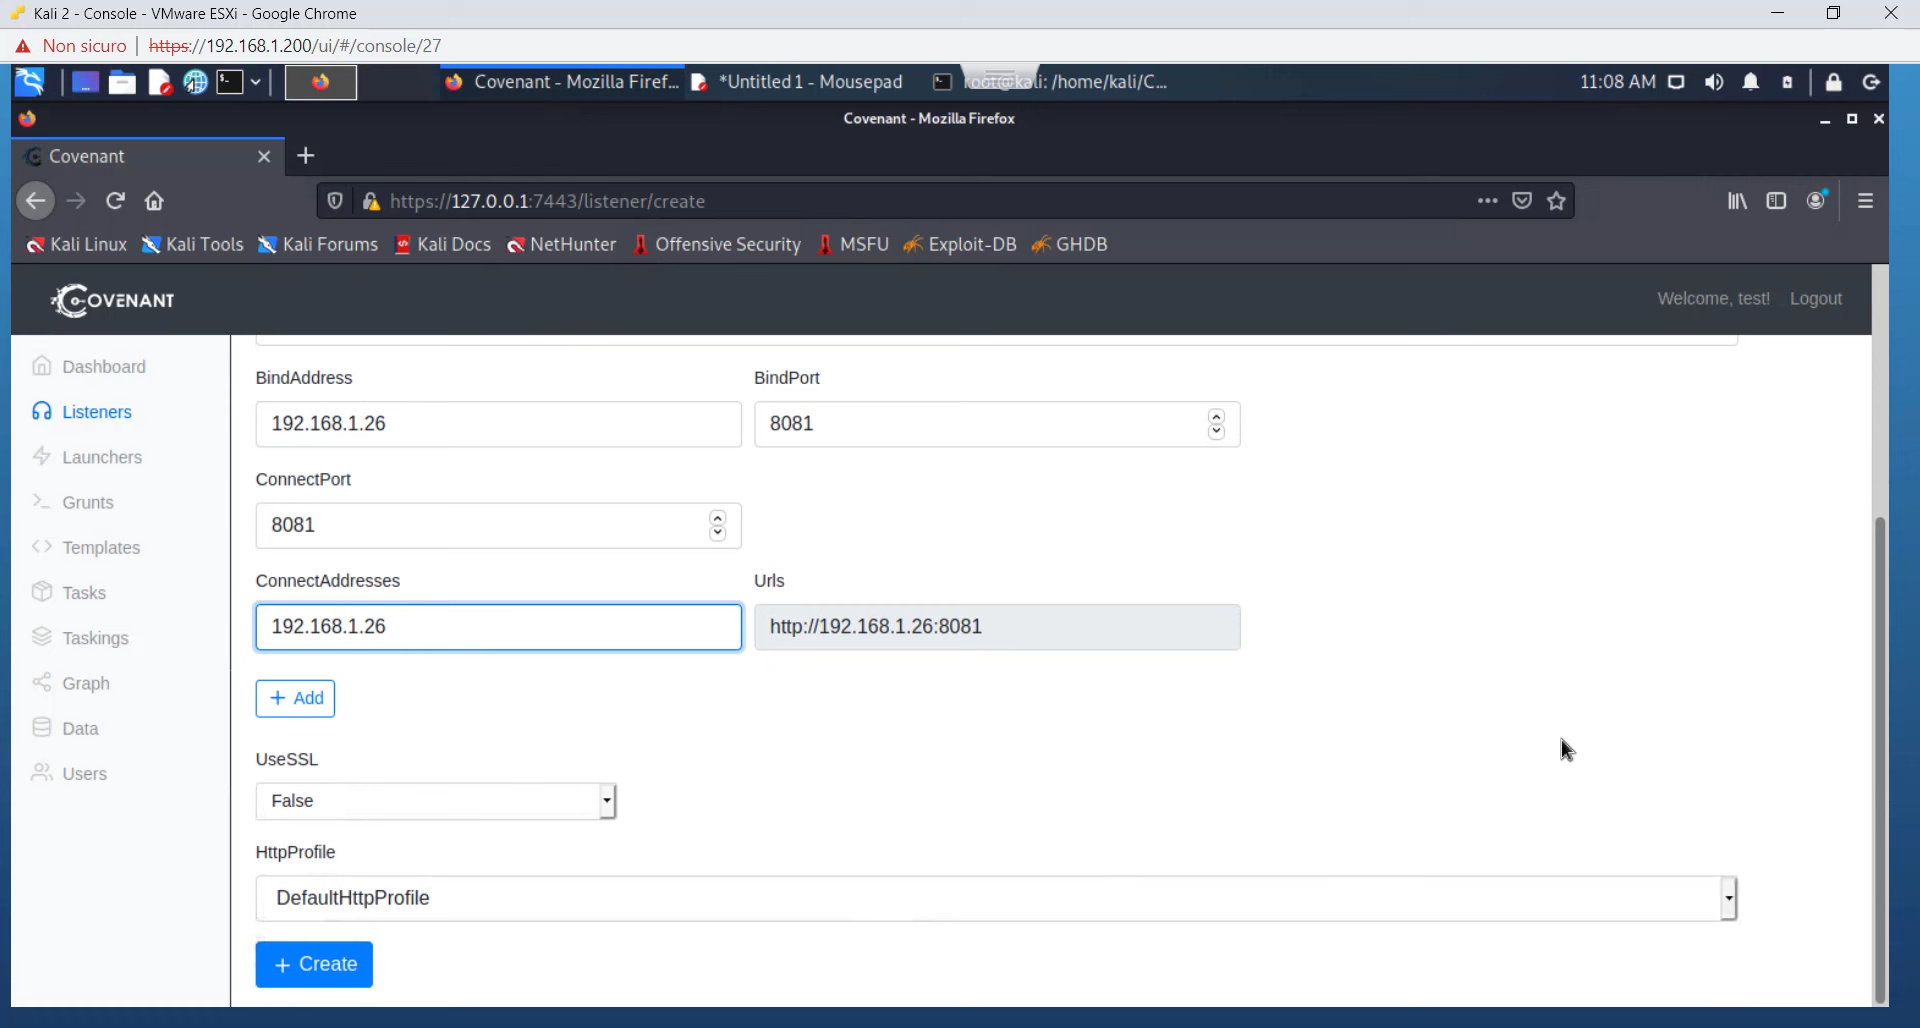 Kali 2 - Console - VMware ESXi - Google Chrome
Non sicuro | https://192.168.1.200/ui/#/console/27
Covenant - Mozilla Firef... *Untitled 1 - Mousepad root@kali: /home/kali/C... 11:08 AM
Covenant - Mozilla Firefox
Covenant
https://127.0.0.1:7443/listener/create
Kali Linux Kali Tools Kali Forums Kali Docs NetHunter Offensive Security MSFU Exploit-DB GHDB
COVENANT Welcome, test! Logout
Dashboard
Listeners
Launchers
Grunts
Templates
Tasks
Taskings
Graph
Data
Users
BindAddress BindPort
192.168.1.26 8081
ConnectPort
8081
ConnectAddresses Urls
192.168.1.26 http://192.168.1.26:8081
+ Add
UseSSL
False
HttpProfile
DefaultHttpProfile
+ Create